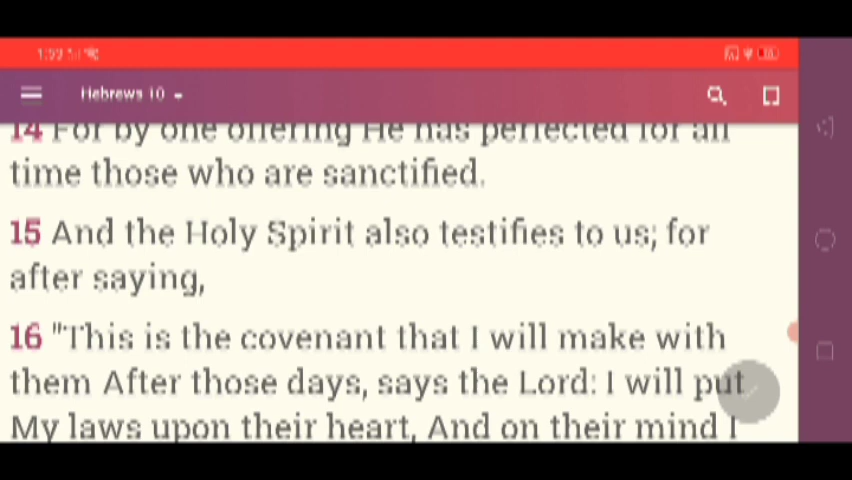 Hebrews 10
14 For by one offering He has perfected for all
time those who are sanctified.
15 And the Holy Spirit also testifies to us; for
after saying,
16 "This is the covenant that I will make with
them After those days, says the Lord: I will put
My laws upon their heart, And on their mind I